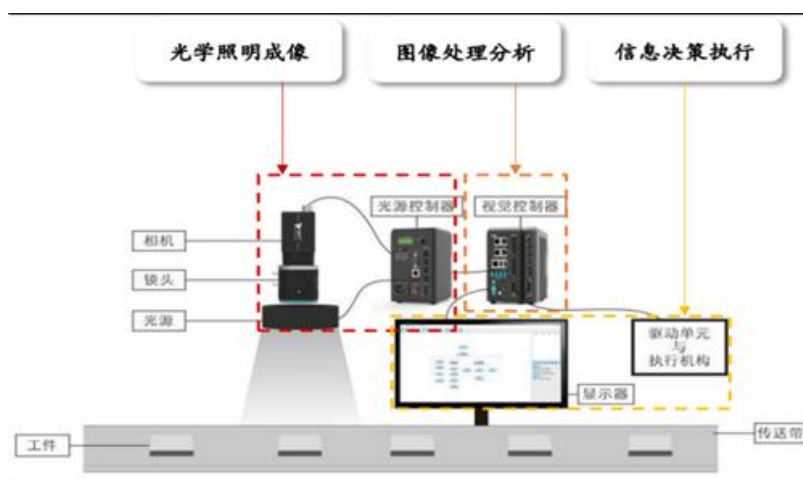 光学照明成像
图像处理分析
信息决策执行
光源控制器
视觉控制器
相机
镜头
光源
驱动单元
与
执行机构
显示器
工件
传送带